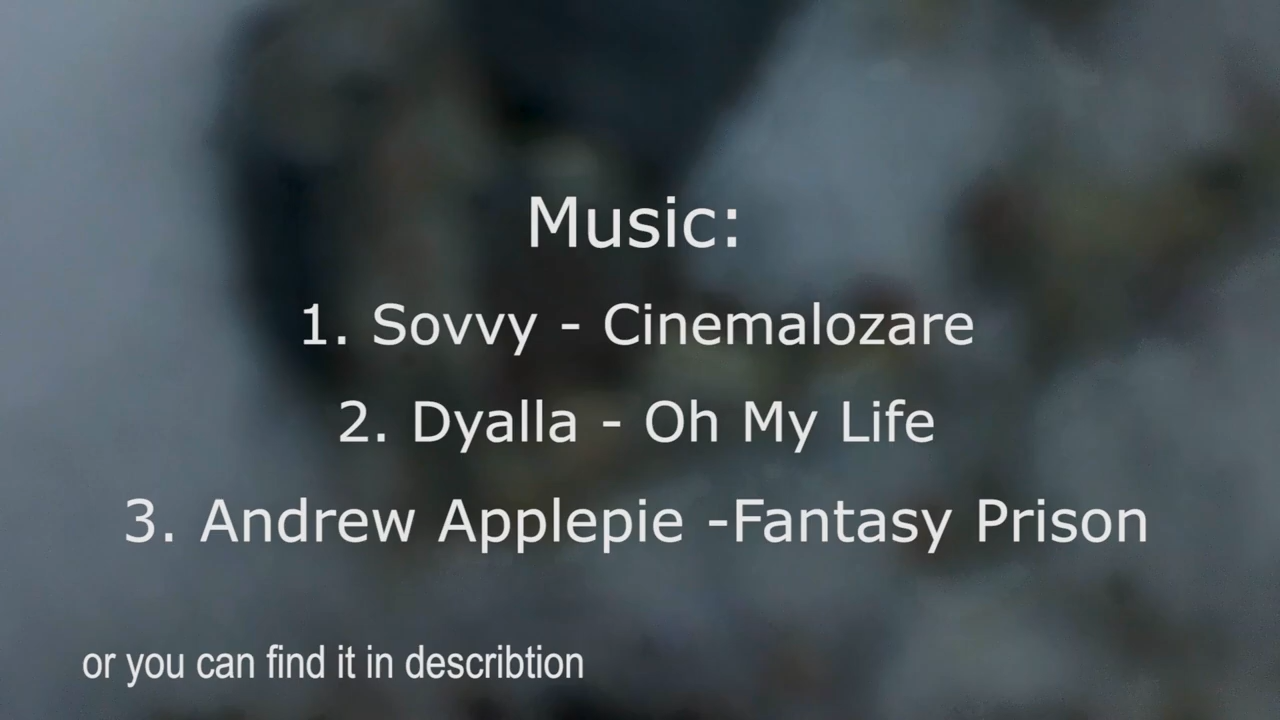 Music:
1. Sovvy - Cinemalozare
2. Dyalla - Oh My Life
3. Andrew Applepie -Fantasy Prison
or you can find it in describtion